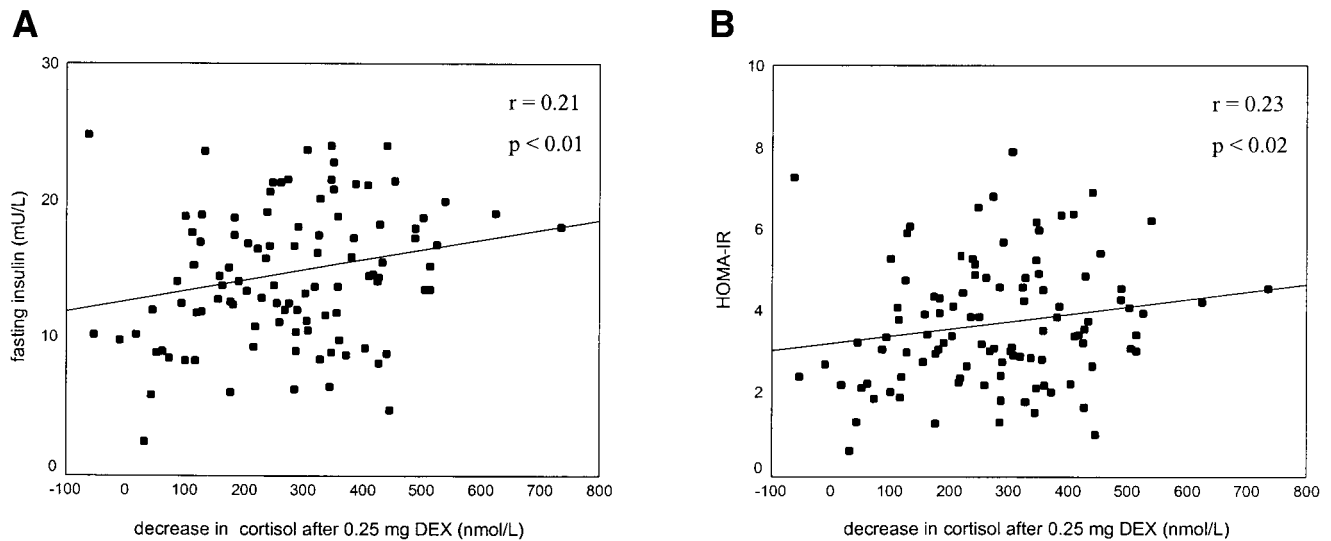 A
30
20
10
0
fasting insulin (mU/L)
r = 0.21
p < 0.01
-100 0 100 200 300 400 500 600 700 800
decrease in cortisol after 0.25 mg DEX (nmol/L)
B
10
8
6
4
2
0
HOMA-IR
r = 0.23
p < 0.02
-100 0 100 200 300 400 500 600 700 800
decrease in cortisol after 0.25 mg DEX (nmol/L)